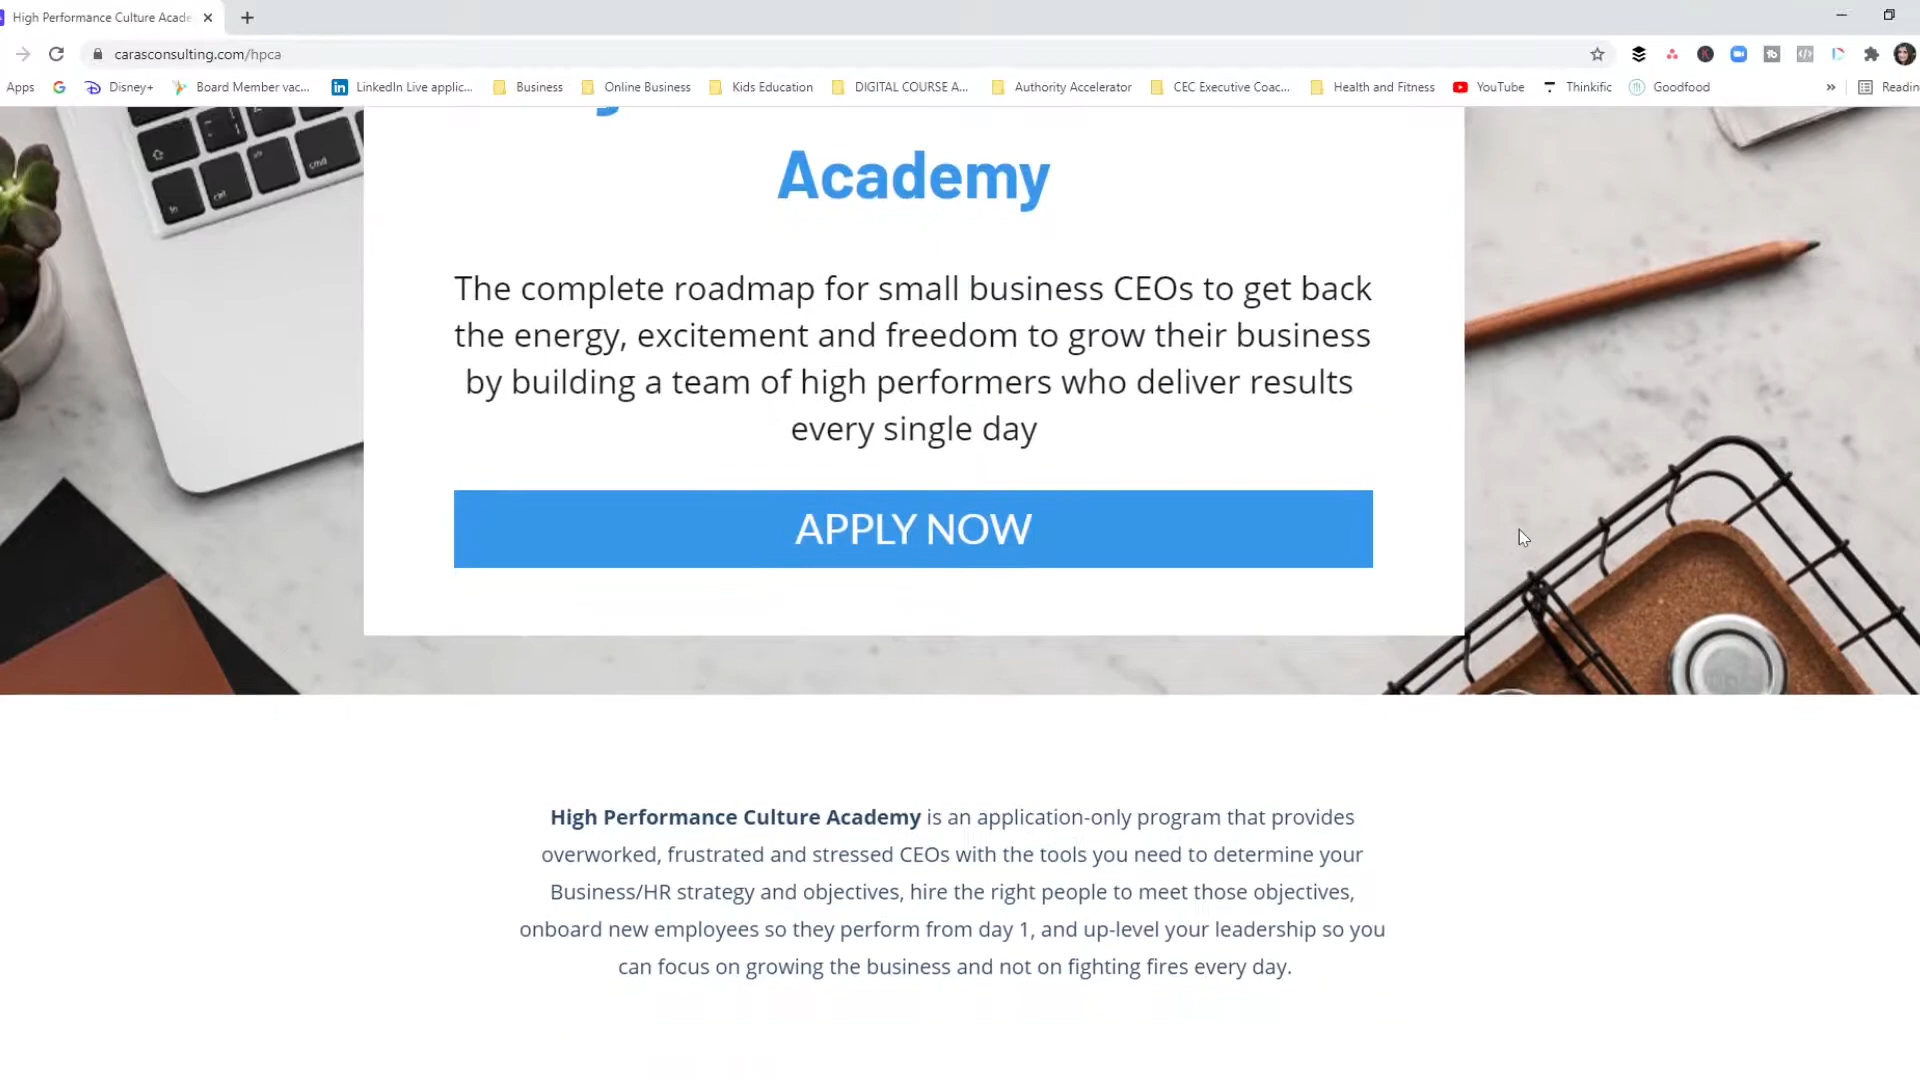 High Performance Culture Acade
carasconsulting.com/hpca
Apps
Disney+
Board Member vac...
LinkedIn Live applic...
Business
Online Business
Kids Education
DIGITAL COURSE A...
Authority Accelerator
CEC Executive Coac...
Health and Fitness
YouTube
Thinkific
Goodfood
»
Readin
Academy
The complete roadmap for small business CEOs to get back
the energy, excitement and freedom to grow their business
by building a team of high performers who deliver results
every single day
APPLY NOW
High Performance Culture Academy is an application-only program that provides
overworked, frustrated and stressed CEOs with the tools you need to determine your
Business/HR strategy and objectives, hire the right people to meet those objectives,
onboard new employees so they perform from day 1, and up-level your leadership so you
can focus on growing the business and not on fighting fires every day.